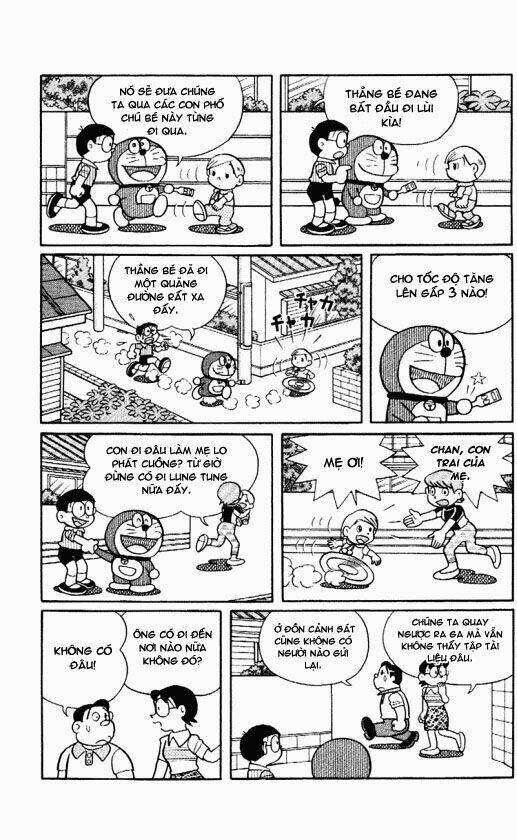 THẰNG BÉ ĐANG
BẮT ĐẦU ĐI LÙI
KÌA!
NÓ SẼ ĐƯA CHÚNG
TA QUA CÁC CON PHỐ
CHÚ BÉ NÀY TỪNG
ĐI QUA.
CHO TỐC ĐỘ TĂNG
LÊN GẤP 3 NÀO!
チャカ
チャカ
THẰNG BÉ ĐÃ ĐI
MỘT QUÃNG
ĐƯỜNG RẤT XA
ĐẤY.
CHAN, CON
TRAI CỦA
MẸ.
MẸ ƠI!
CON ĐI ĐÂU LÀM MẸ LO
PHÁT CUỒNG? TỪ GIỜ
ĐỪNG CÓ ĐI LUNG TUNG
NỮA ĐẤY.
CHÚNG TA QUAY
NGƯỢC RA GA MÀ VẪN
KHÔNG THẤY TẬP TÀI
LIỆU ĐÂU.
Ở ĐỒN CẢNH SÁT
CŨNG KHÔNG CÓ
NGƯỜI NÀO GỬI
LẠI.
ÔNG CÓ ĐI ĐẾN
NƠI NÀO NỮA
KHÔNG ĐÓ?
KHÔNG CÓ
ĐÂU!